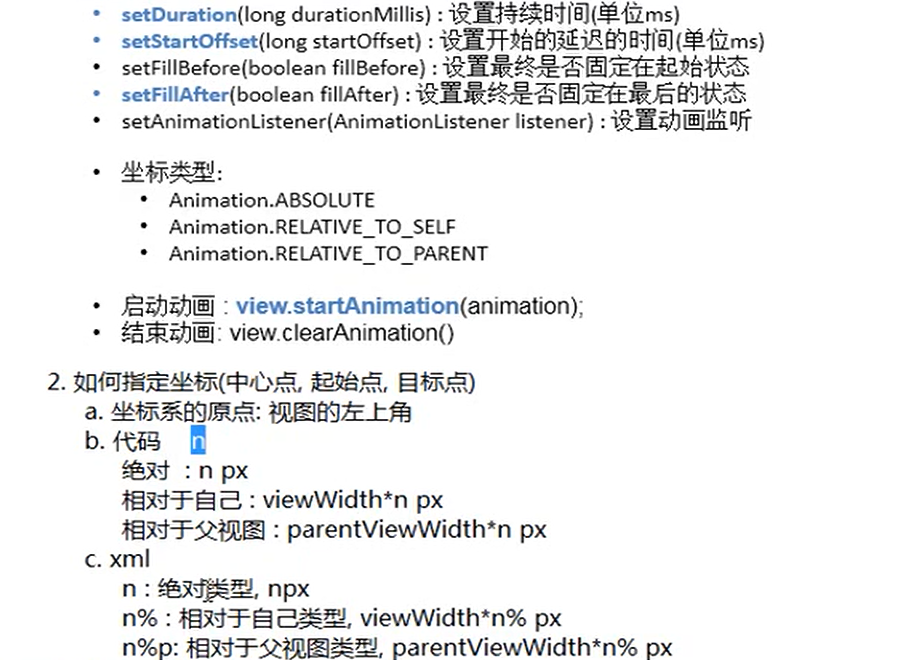 • setDuration(long durationMillis) : 设置持续时间(单位ms)
• setStartOffset(long startOffset) : 设置开始的延迟的时间(单位ms)
• setFillBefore(boolean fillBefore) : 设置最终是否固定在起始状态
• setFillAfter(boolean fillAfter) : 设置最终是否固定在最后的状态
• setAnimationListener(AnimationListener listener) : 设置动画监听
• 坐标类型:
• Animation.ABSOLUTE
• Animation.RELATIVE_TO_SELF
• Animation.RELATIVE_TO_PARENT
• 启动动画 : view.startAnimation(animation);
• 结束动画: view.clearAnimation()
2. 如何指定坐标(中心点, 起始点, 目标点)
a. 坐标系的原点: 视图的左上角
b. 代码 n
绝对 : n px
相对于自己 : viewWidth*n px
相对于父视图 : parentViewWidth*n px
c. xml
n : 绝对类型, npx
n% : 相对于自己类型, viewWidth*n% px
n%p: 相对于父视图类型, parentViewWidth*n% px